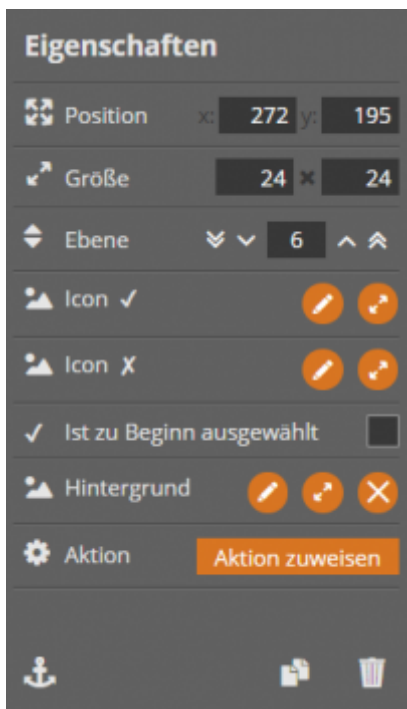 Eigenschaften
Position x: 272 y: 195
Größe 24 × 24
Ebene 6
Icon ✓
Icon ✗
Ist zu Beginn ausgewählt
Hintergrund
Aktion Aktion zuweisen